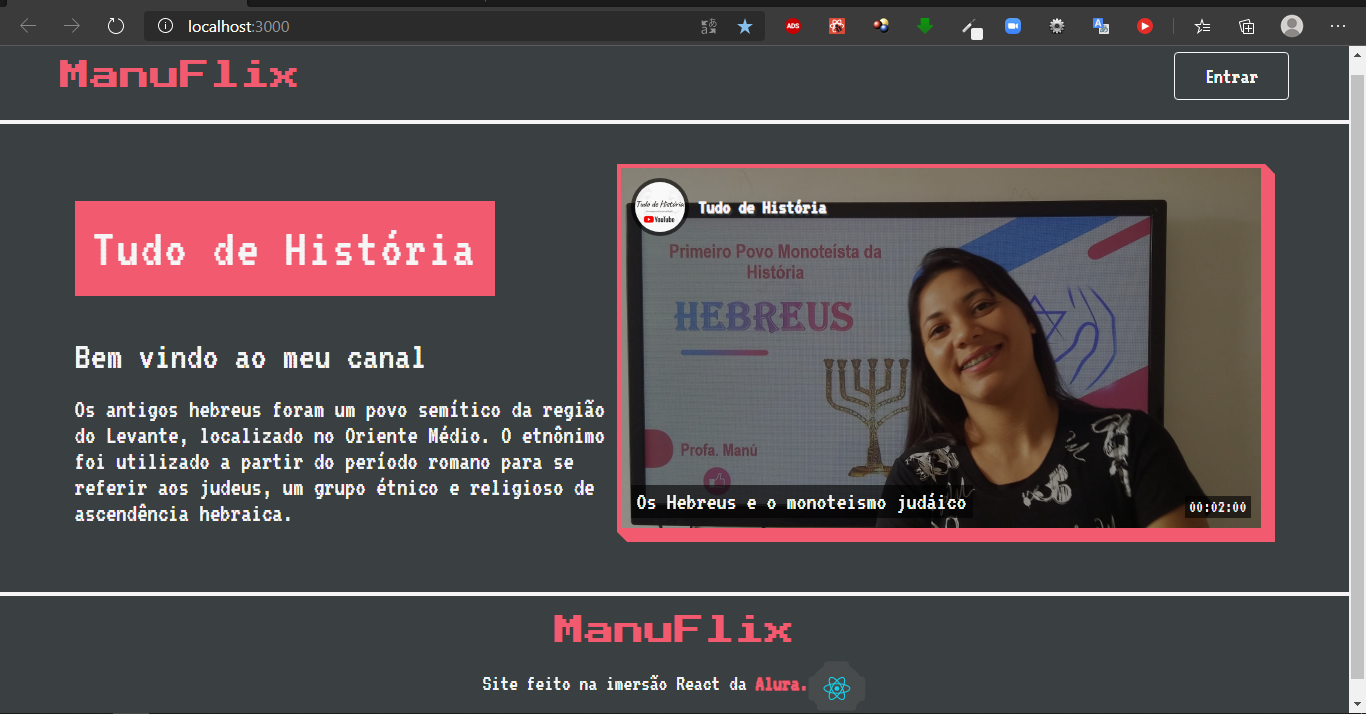 localhost:3000
ADS
ManuFlix
Entrar
Tudo de História
Bem vindo ao meu canal
Os antigos hebreus foram um povo semítico da região
do Levante, localizado no Oriente Médio. O etnônimo
foi utilizado a partir do período romano para se
referir aos judeus, um grupo étnico e religioso de
ascendência hebraica.
Tudo de História
YouTube
Tudo de História
Primeiro Povo Monoteísta da
História
HEBREUS
Profa. Manú
Os Hebreus e o monoteismo judáico
00:02:00
ManuFlix
Site feito na imersão React da Alura.